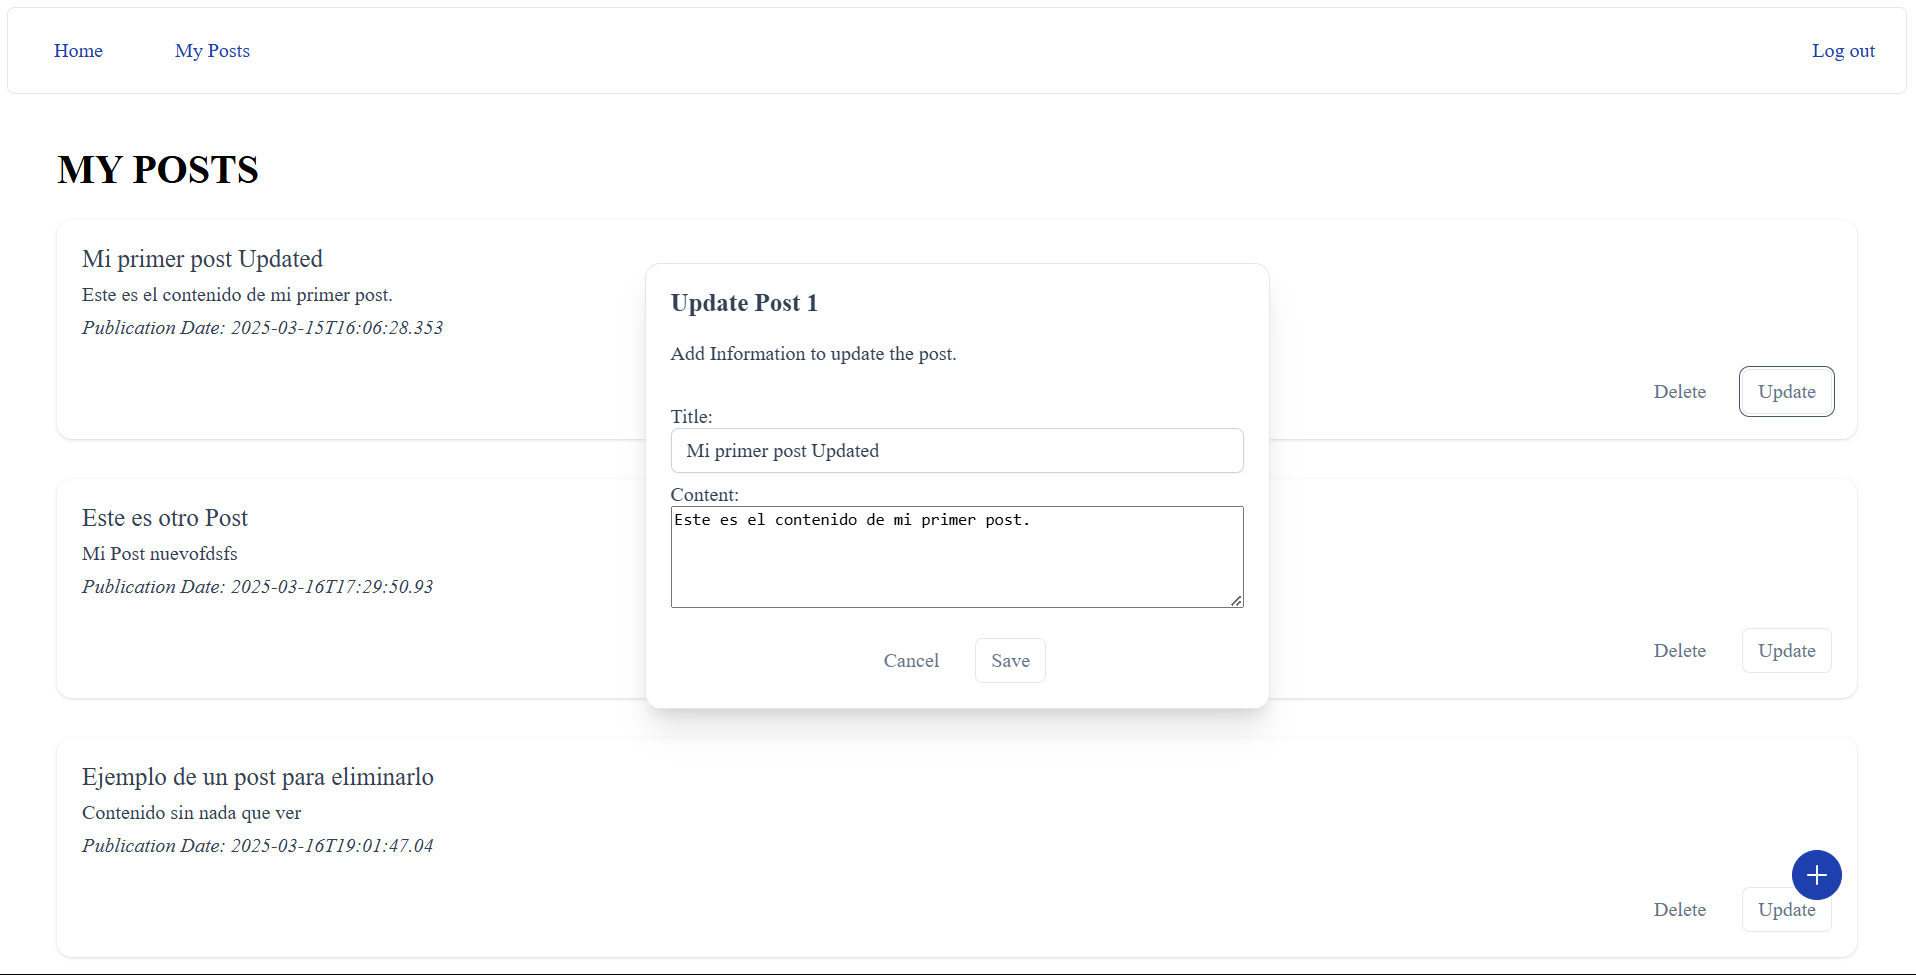 Home
My Posts
Log out
MY POSTS
Mi primer post Updated
Este es el contenido de mi primer post.
Publication Date: 2025-03-15T16:06:28.353
Delete
Update
Update Post 1
Add Information to update the post.
Title:
Mi primer post Updated
Content:
Este es el contenido de mi primer post.
Cancel
Save
Este es otro Post
Mi Post nuevofdsfs
Publication Date: 2025-03-16T17:29:50.93
Delete
Update
Ejemplo de un post para eliminarlo
Contenido sin nada que ver
Publication Date: 2025-03-16T19:01:47.04
Delete
Update